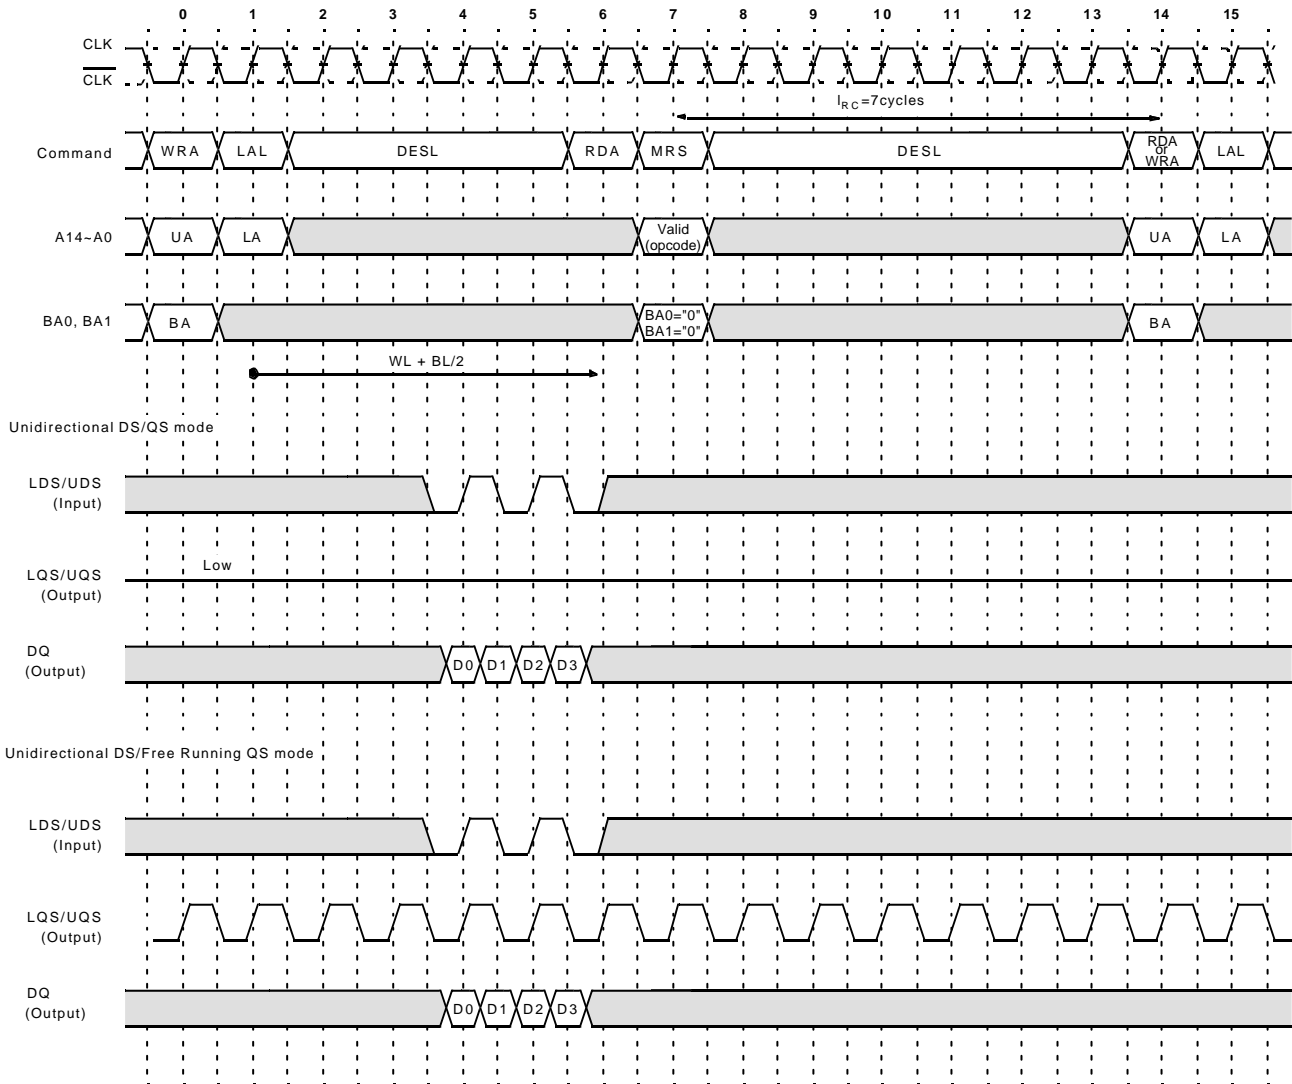 0 1 2 3 4 5 6 7 8 9 10 11 12 13 14 15
CLK
CLK
IRC=7cycles
Command WRA LAL DESL RDA MRS DESL RDA or WRA LAL
A14~A0 UA LA Valid (opcode) UA LA
BA0, BA1 BA BA0="0" BA1="0" BA
WL + BL/2
Unidirectional DS/QS mode
LDS/UDS
(Input)
Low
LQS/UQS
(Output)
DQ
(Output)
D0 D1 D2 D3
Unidirectional DS/Free Running QS mode
LDS/UDS
(Input)
LQS/UQS
(Output)
DQ
(Output)
D0 D1 D2 D3